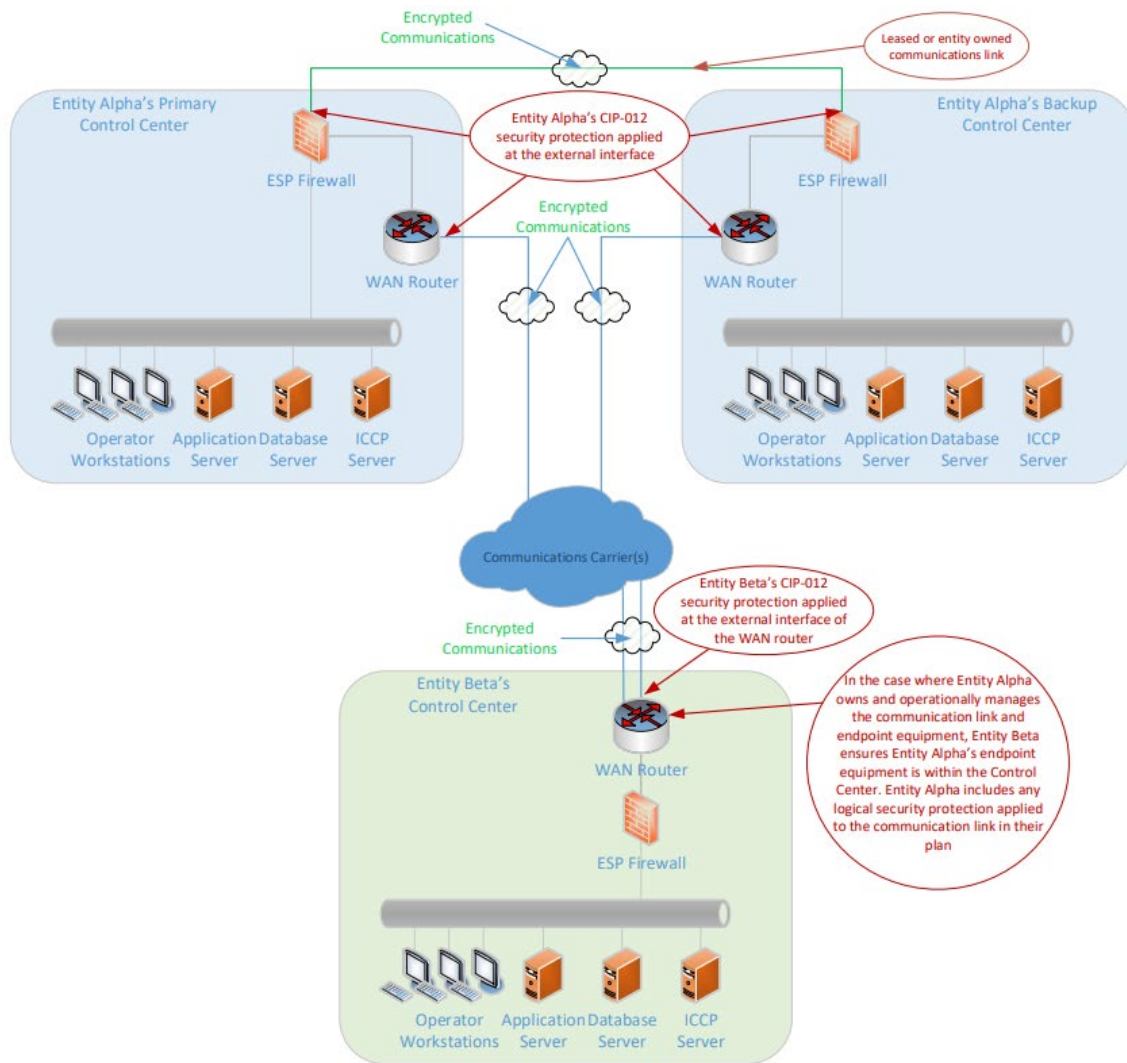 Encrypted
Communications
Leased or entity owned
communications link
Entity Alpha's Primary
Control Center
Entity Alpha's CIP-012
security protection applied
at the external interface
Entity Alpha's Backup
Control Center
ESP Firewall
ESP Firewall
Encrypted
Communications
WAN Router
WAN Router
Operator
Workstations
Application
Server
Database
Server
ICCP
Server
Operator
Workstations
Application
Server
Database
Server
ICCP
Server
Communications Carrier(s)
Entity Beta's CIP-012
security protection applied
at the external interface of
the WAN router
Encrypted
Communications
Entity Beta's
Control Center
In the case where Entity Alpha
owns and operationally manages
the communication link and
endpoint equipment, Entity Beta
ensures Entity Alpha's endpoint
equipment is within the Control
Center. Entity Alpha includes any
logical security protection applied
to the communication link in their
plan
WAN Router
ESP Firewall
Operator
Workstations
Application
Server
Database
Server
ICCP
Server